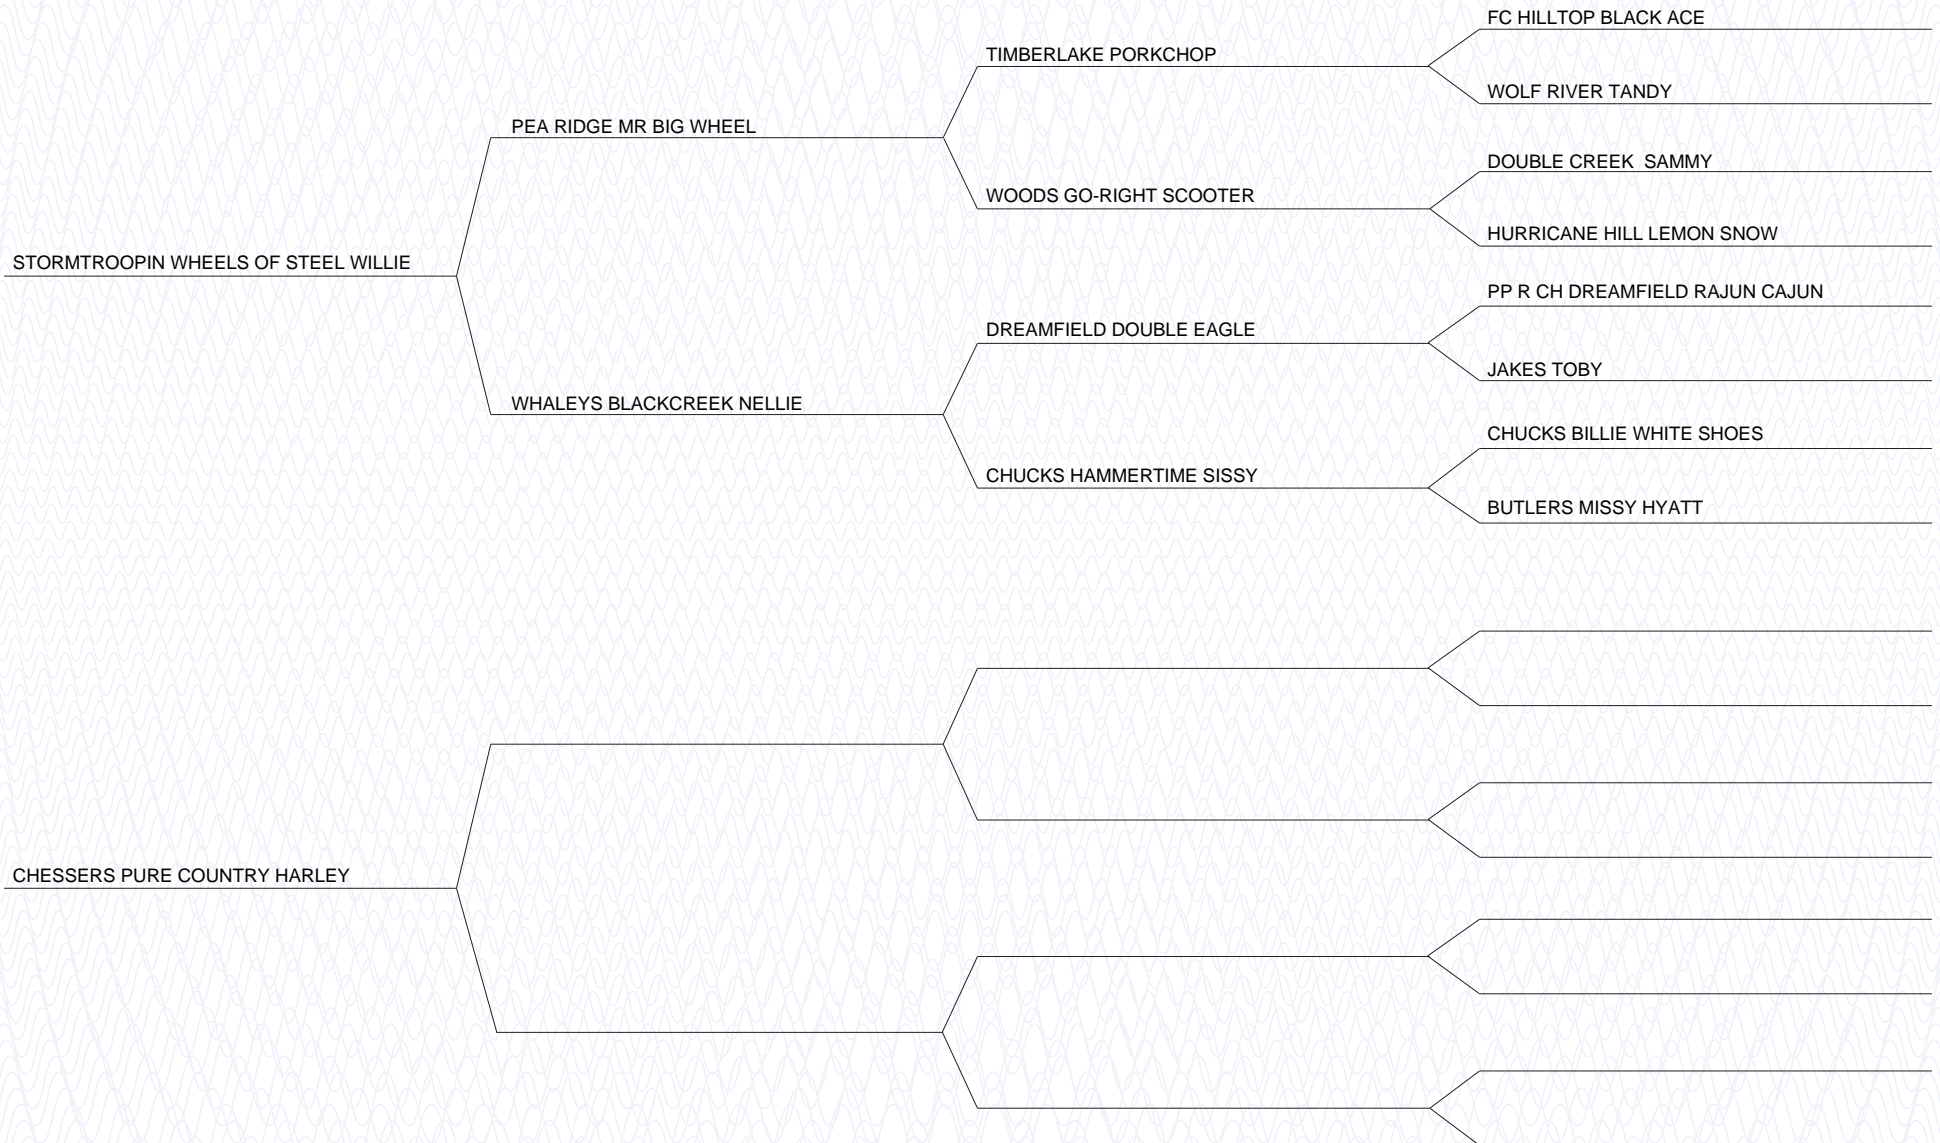 FC HILLTOP BLACK ACE
TIMBERLAKE PORKCHOP
WOLF RIVER TANDY
PEA RIDGE MR BIG WHEEL
DOUBLE CREEK  SAMMY
WOODS GO-RIGHT SCOOTER
HURRICANE HILL LEMON SNOW
STORMTROOPIN WHEELS OF STEEL WILLIE
PP R CH DREAMFIELD RAJUN CAJUN
DREAMFIELD DOUBLE EAGLE
JAKES TOBY
WHALEYS BLACKCREEK NELLIE
CHUCKS BILLIE WHITE SHOES
CHUCKS HAMMERTIME SISSY
BUTLERS MISSY HYATT
CHESSERS PURE COUNTRY HARLEY